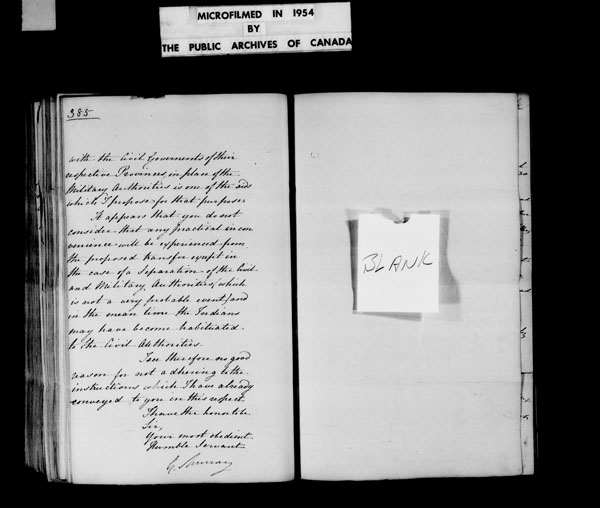 MICROFILMED IN 1954
BY
THE PUBLIC ARCHIVES OF CANADA
385
with the Civil Goverments of their
respective Provinces, in place of the
Military Authorities is one of the aids
which I propose for that purpose.
It appears that you do not
consider that any practical incon
venience will be experienced from
the proposed transfer except in
the case of a Separation of the Civil
and Military Authorities, which
is not a very probable event, and
in the mean time the Indians
may have become habituated
to the Civil Authorities.
I see therefore no good
reason for not adhering to the
instructions which I have already
conveyed to you in this respect
I have the honor to be
Sir,
Your most obedient
Humble Servant
G. Murray
BLANK